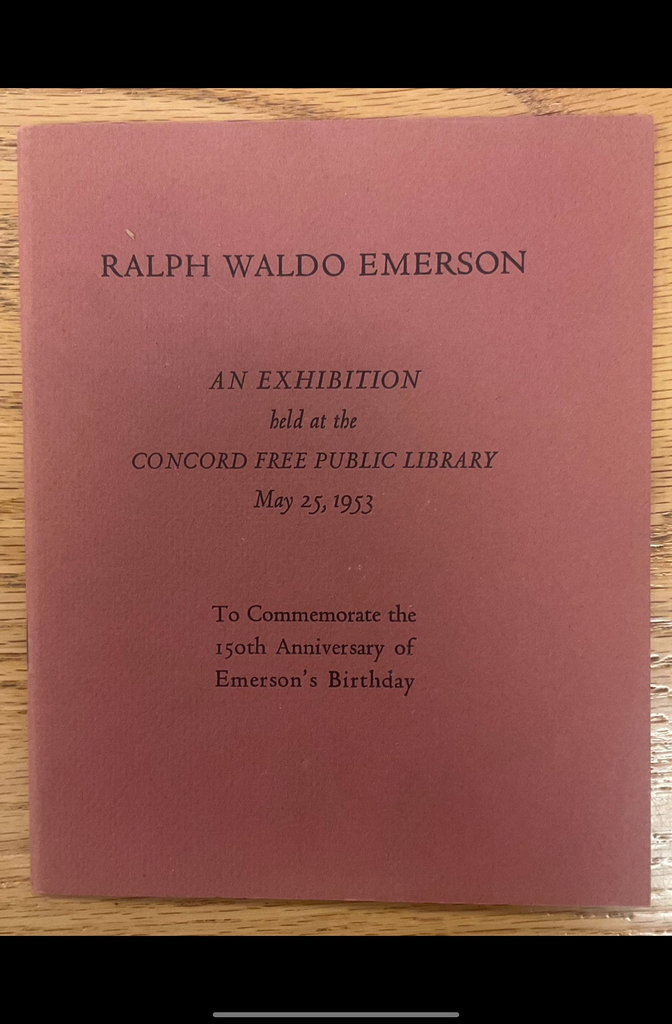 RALPH WALDO EMERSON
AN EXHIBITION
held at the
CONCORD FREE PUBLIC LIBRARY
May 25, 1953
To Commemorate the
150th Anniversary of
Emerson's Birthday